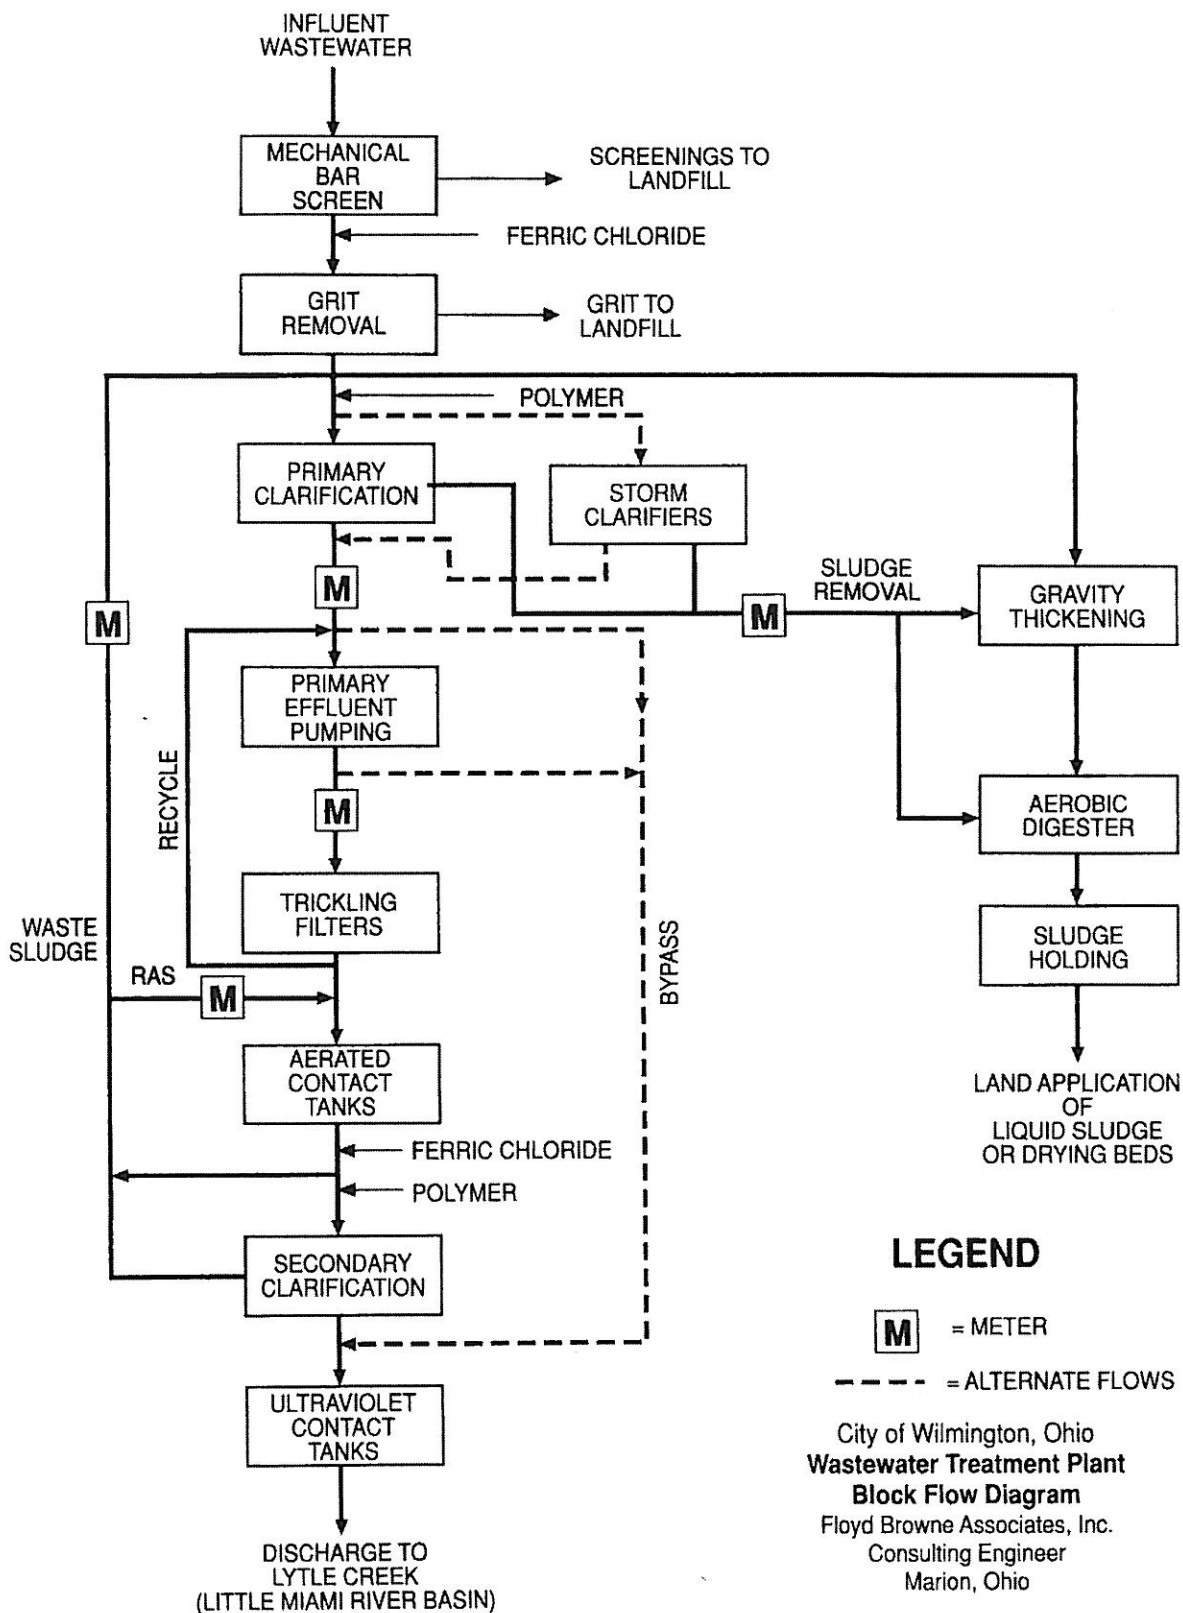 INFLUENT
WASTEWATER
MECHANICAL
BAR
SCREEN
SCREENINGS TO
LANDFILL
FERRIC CHLORIDE
GRIT
REMOVAL
GRIT TO
LANDFILL
POLYMER
PRIMARY
CLARIFICATION
STORM
CLARIFIERS
M
M
SLUDGE
REMOVAL
M
GRAVITY
THICKENING
PRIMARY
EFFLUENT
PUMPING
RECYCLE
M
AEROBIC
DIGESTER
TRICKLING
FILTERS
WASTE
SLUDGE
RAS
M
BYPASS
SLUDGE
HOLDING
AERATED
CONTACT
TANKS
LAND APPLICATION
OF
LIQUID SLUDGE
OR DRYING BEDS
FERRIC CHLORIDE
POLYMER
SECONDARY
CLARIFICATION
ULTRAVIOLET
CONTACT
TANKS
DISCHARGE TO
LYTLE CREEK
(LITTLE MIAMI RIVER BASIN)
LEGEND
M = METER
= ALTERNATE FLOWS
City of Wilmington, Ohio
Wastewater Treatment Plant
Block Flow Diagram
Floyd Browne Associates, Inc.
Consulting Engineer
Marion, Ohio